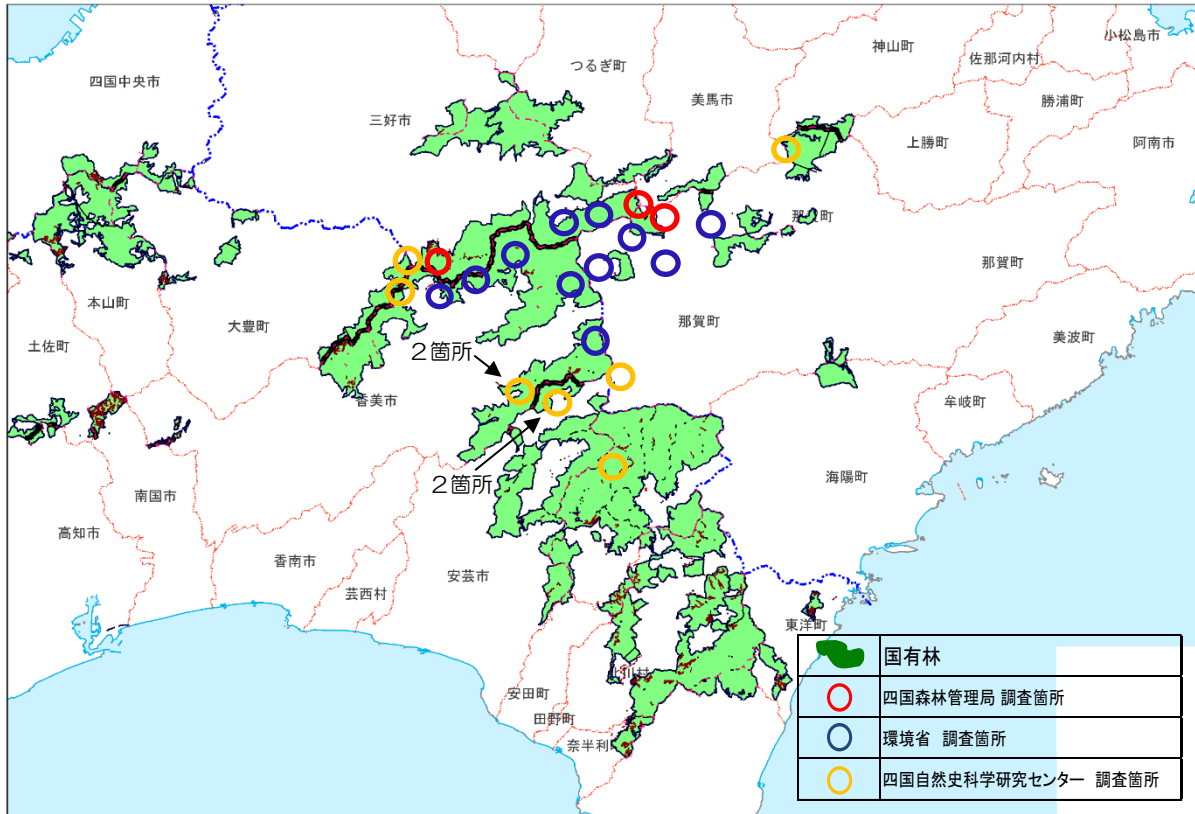 小松島市
神山町
佐那河内村
つるぎ町
四国中央市
美馬市
勝浦町
三好市
阿南市
上勝町
那賀町
本山町
大豊町
那賀町
土佐町
美波町
2箇所
香美市
牟岐町
2箇所
海陽町
南国市
高知市
香南市
安芸市
芸西村
東洋町
安田町
田野町
国有林
四国森林管理局 調査箇所
環境省 調査箇所
四国自然史科学研究センター 調査箇所